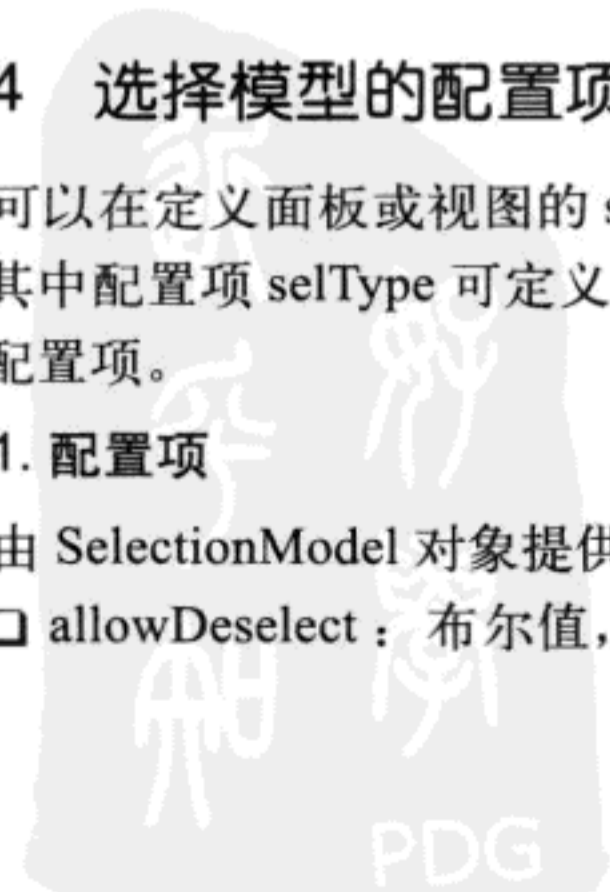 4 选择模型的配置项
可以在定义面板或视图的 s
其中配置项 selType 可定义
配置项。
1. 配置项
由 SelectionModel 对象提供
❏ allowDeselect：布尔值，
PDG